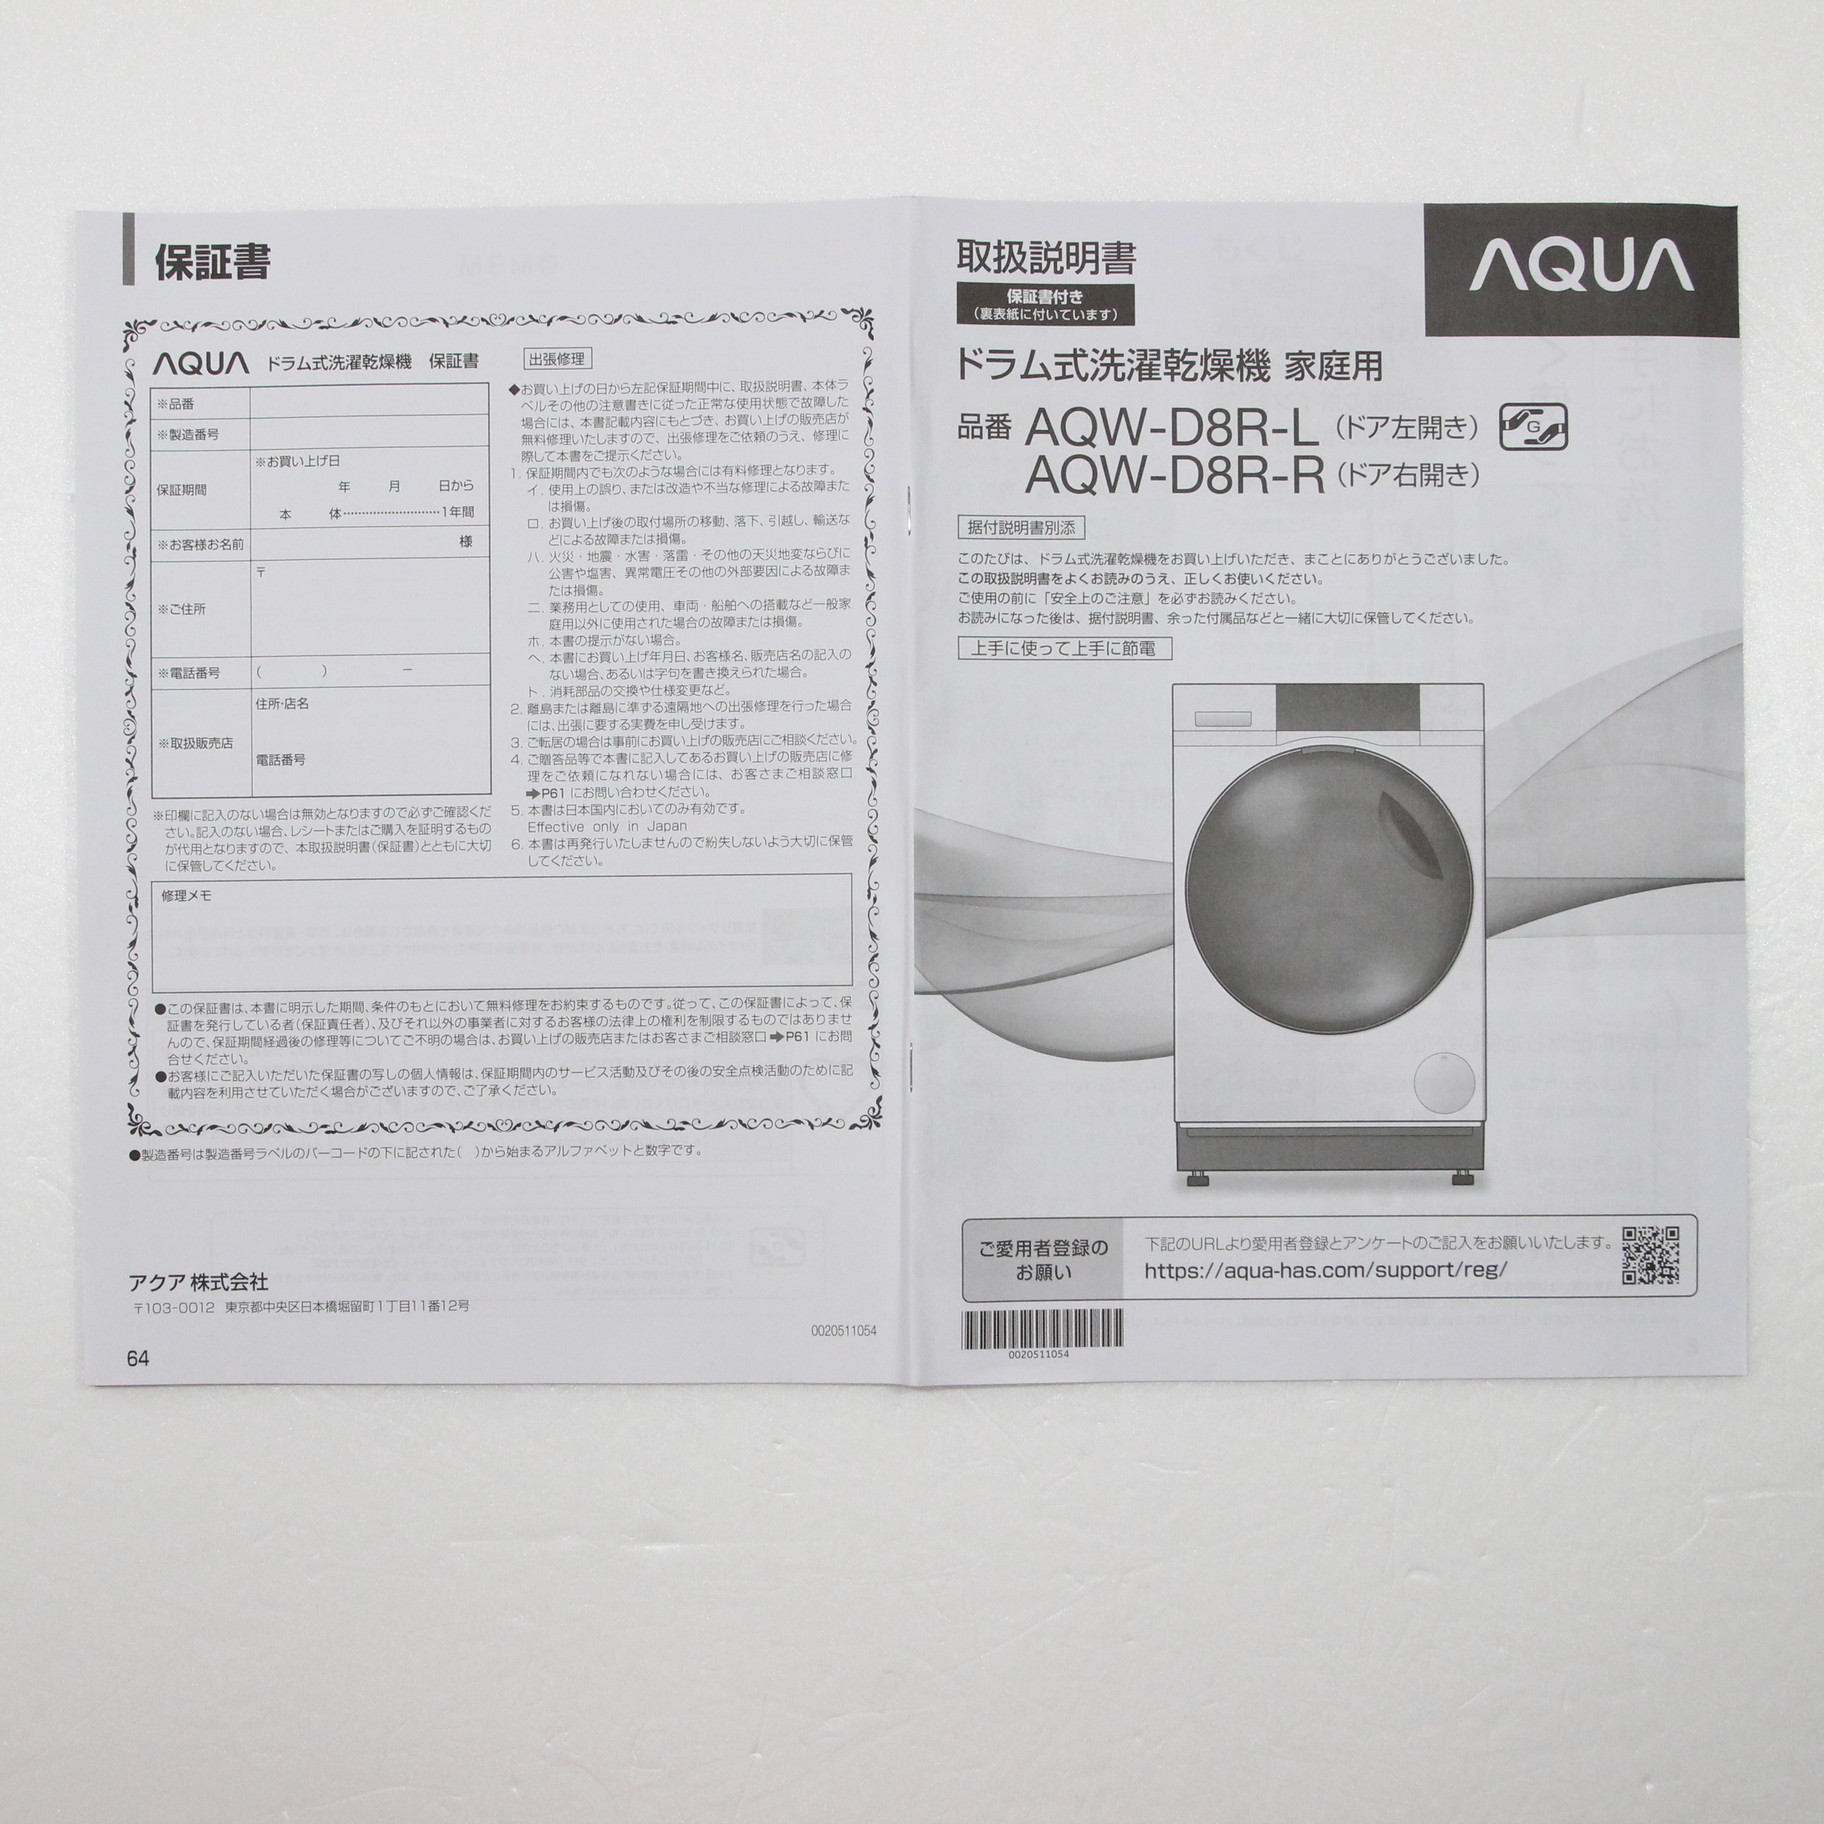 保証書
AQUA ドラム式洗濯乾燥機 保証書
※品番
※製造番号
保証期間
※お買い上げ日
年 月 日から
本 体………………………1年間
※お客様お名前
様
※ご住所
〒
※電話番号
( ) ー
※取扱販売店
住所・店名
電話番号
※印欄に記入のない場合は無効となりますので必ずご確認くだ
さい。記入のない場合、レシートまたはご購入を証明するもの
が代用となりますので、本取扱説明書(保証書)とともに大切
に保管してください。
出張修理
◆お買い上げの日から左記保証期間中に、取扱説明書、本体ラ
ベルその他の注意書きに従った正常な使用状態で故障した
場合には、本書記載内容にもとづき、お買い上げの販売店が
無料修理いたしますので、出張修理をご依頼のうえ、修理に
際して本書をご提示ください。
1. 保証期間内でも次のような場合には有料修理となります。
イ. 使用上の誤り、または改造や不当な修理による故障また
は損傷。
ロ. お買い上げ後の取付場所の移動、落下、引越し、輸送な
どによる故障または損傷。
ハ. 火災・地震・水害・落雷・その他の天災地変ならびに
公害や塩害、異常電圧その他の外部要因による故障ま
たは損傷。
ニ. 業務用としての使用、車両・船舶への搭載など一般家
庭用以外に使用された場合の故障または損傷。
ホ. 本書の提示がない場合。
ヘ. 本書にお買い上げ年月日、お客様名、販売店名の記入の
ない場合、あるいは字句を書き換えられた場合。
ト. 消耗部品の交換や仕様変更など。
2. 離島または離島に準ずる遠隔地への出張修理を行った場合
には、出張に要する実費を申し受けます。
3. ご転居の場合は事前にお買い上げの販売店にご相談ください。
4. ご贈答品等で本書に記入してあるお買い上げの販売店に修
理をご依頼になれない場合には、お客さまご相談窓口
➡P61 にお問い合わせください。
5. 本書は日本国内においてのみ有効です。
Effective only in Japan
6. 本書は再発行いたしませんので紛失しないよう大切に保管
してください。
修理メモ
●この保証書は、本書に明示した期間、条件のもとにおいて無料修理をお約束するものです。従って、この保証書によって、保
証書を発行している者(保証責任者)、及びそれ以外の事業者に対するお客様の法律上の権利を制限するものではありませ
んので、保証期間経過後の修理等についてご不明の場合は、お買い上げの販売店またはお客さまご相談窓口➡P61 にお問
合せください。
●お客様にご記入いただいた保証書の写しの個人情報は、保証期間内のサービス活動及びその後の安全点検活動のために記
載内容を利用させていただく場合がございますので、ご了承ください。
●製造番号は製造番号ラベルのバーコードの下に記された( )から始まるアルファベットと数字です。
アクア 株式会社
〒103-0012 東京都中央区日本橋堀留町1丁目11番12号
0020511054
64
取扱説明書
AQUA
保証書付き
(裏表紙に付いています)
ドラム式洗濯乾燥機 家庭用
品番 AQW-D8R-L (ドア左開き)
G
AQW-D8R-R (ドア右開き)
据付説明書別添
このたびは、ドラム式洗濯乾燥機をお買い上げいただき、まことにありがとうございました。
この取扱説明書をよくお読みのうえ、正しくお使いください。
ご使用の前に「安全上のご注意」を必ずお読みください。
お読みになった後は、据付説明書、余った付属品などと一緒に大切に保管してください。
上手に使って上手に節電
ご愛用者登録の
お願い
下記のURLより愛用者登録とアンケートのご記入をお願いいたします。
https://aqua-has.com/support/reg/
0020511054